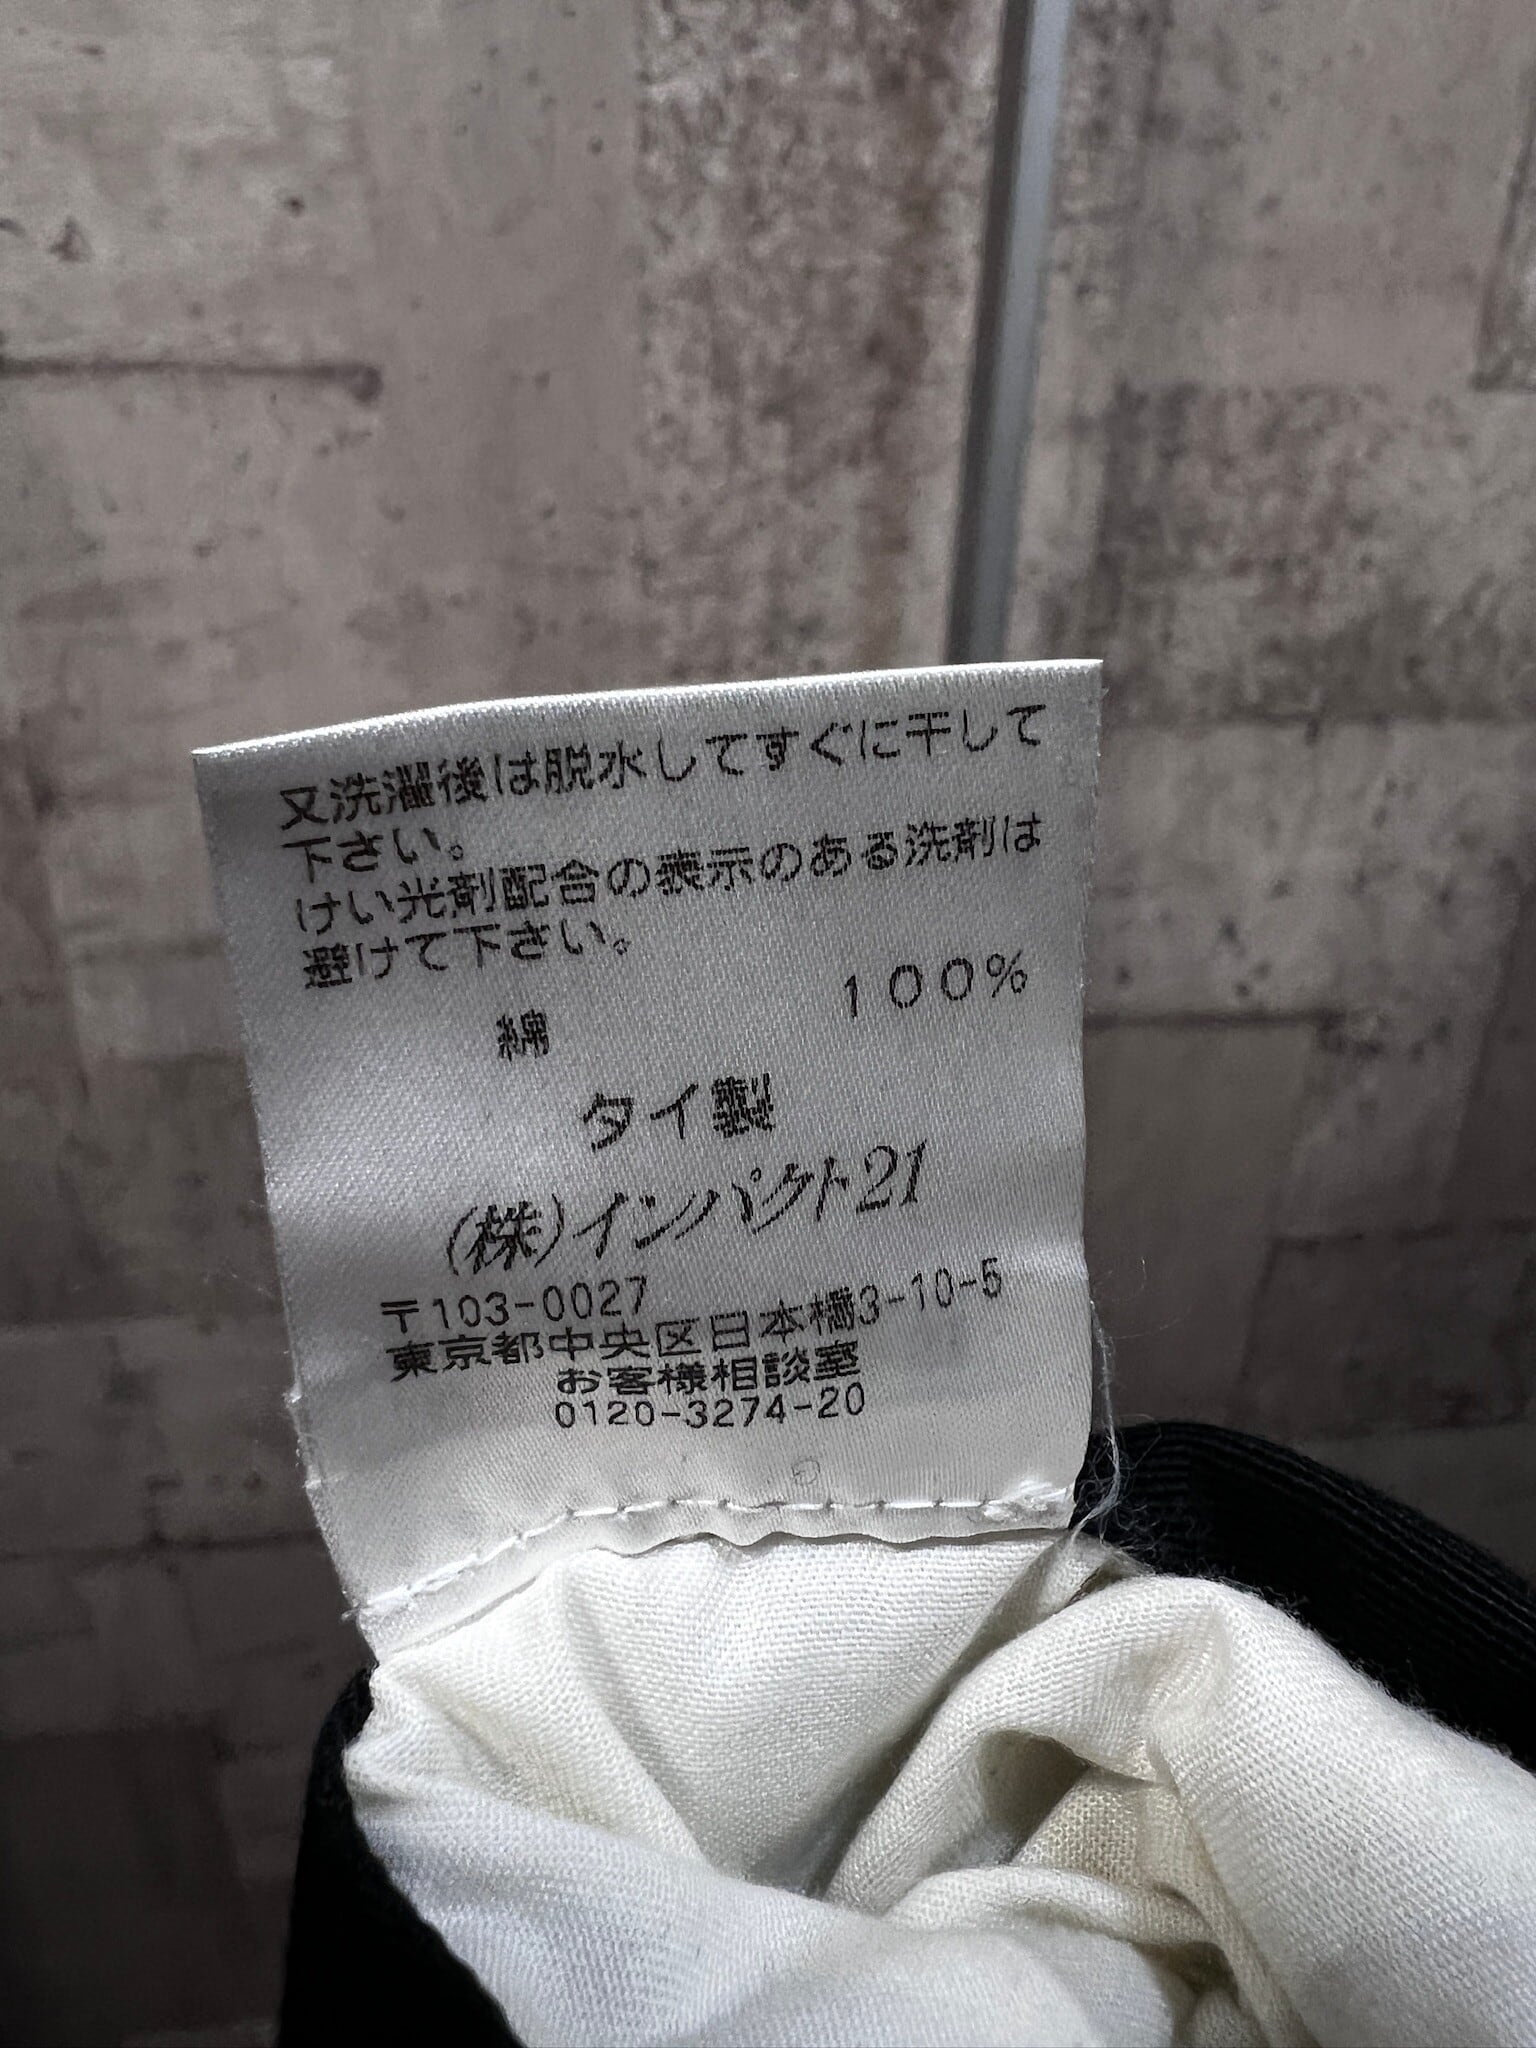 又洗濯後は脱水してすぐに干して
下さい。
けい光剤配合の表示のある洗剤は
避けて下さい。
綿 100%
タイ製
(株)インパクト21
〒103-0027
東京都中央区日本橋3-10-5
お客様相談室
0120-3274-20